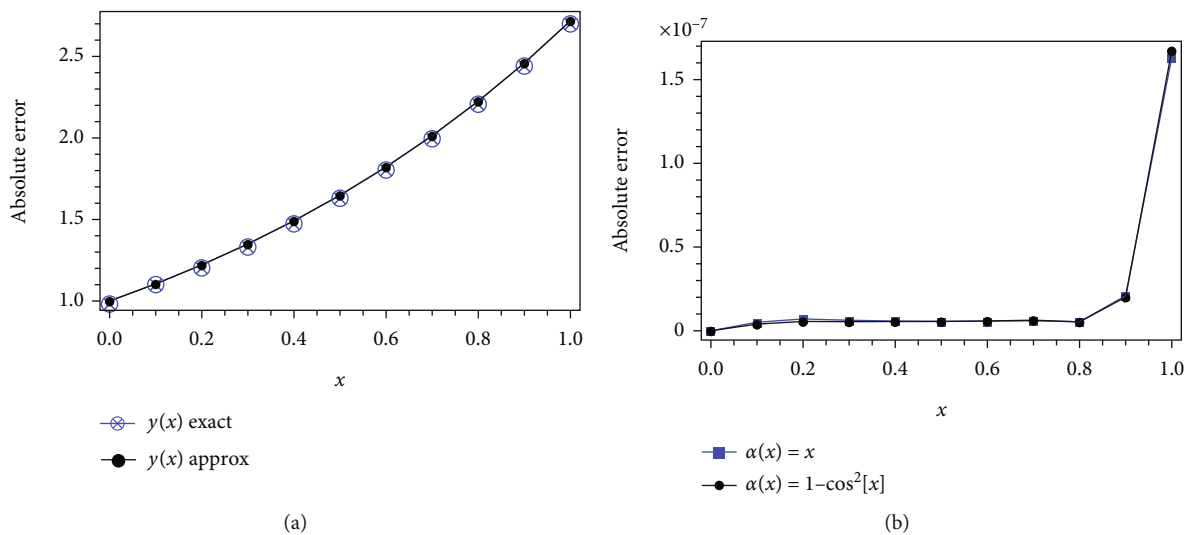 Absolute error
2.5
2.0
1.5
1.0
0.0
0.2
0.4
0.6
0.8
1.0
x
y(x) exact
y(x) approx
(a)
×10⁻⁷
Absolute error
1.5
1.0
0.5
0
0.0
0.2
0.4
0.6
0.8
1.0
x
α(x) = x
α(x) = 1–cos²[x]
(b)